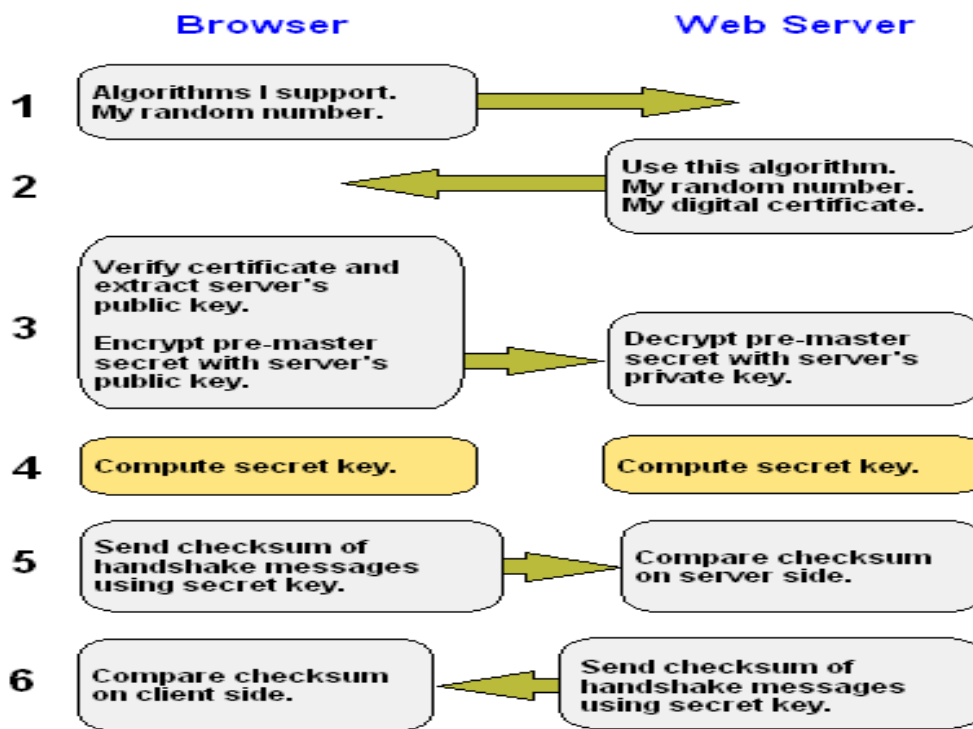 Browser
Web Server
1
Algorithms I support.
My random number.
2
Use this algorithm.
My random number.
My digital certificate.
3
Verify certificate and
extract server's
public key.
Encrypt pre-master
secret with server's
public key.
Decrypt pre-master
secret with server's
private key.
4
Compute secret key.
Compute secret key.
5
Send checksum of
handshake messages
using secret key.
Compare checksum
on server side.
6
Compare checksum
on client side.
Send checksum of
handshake messages
using secret key.